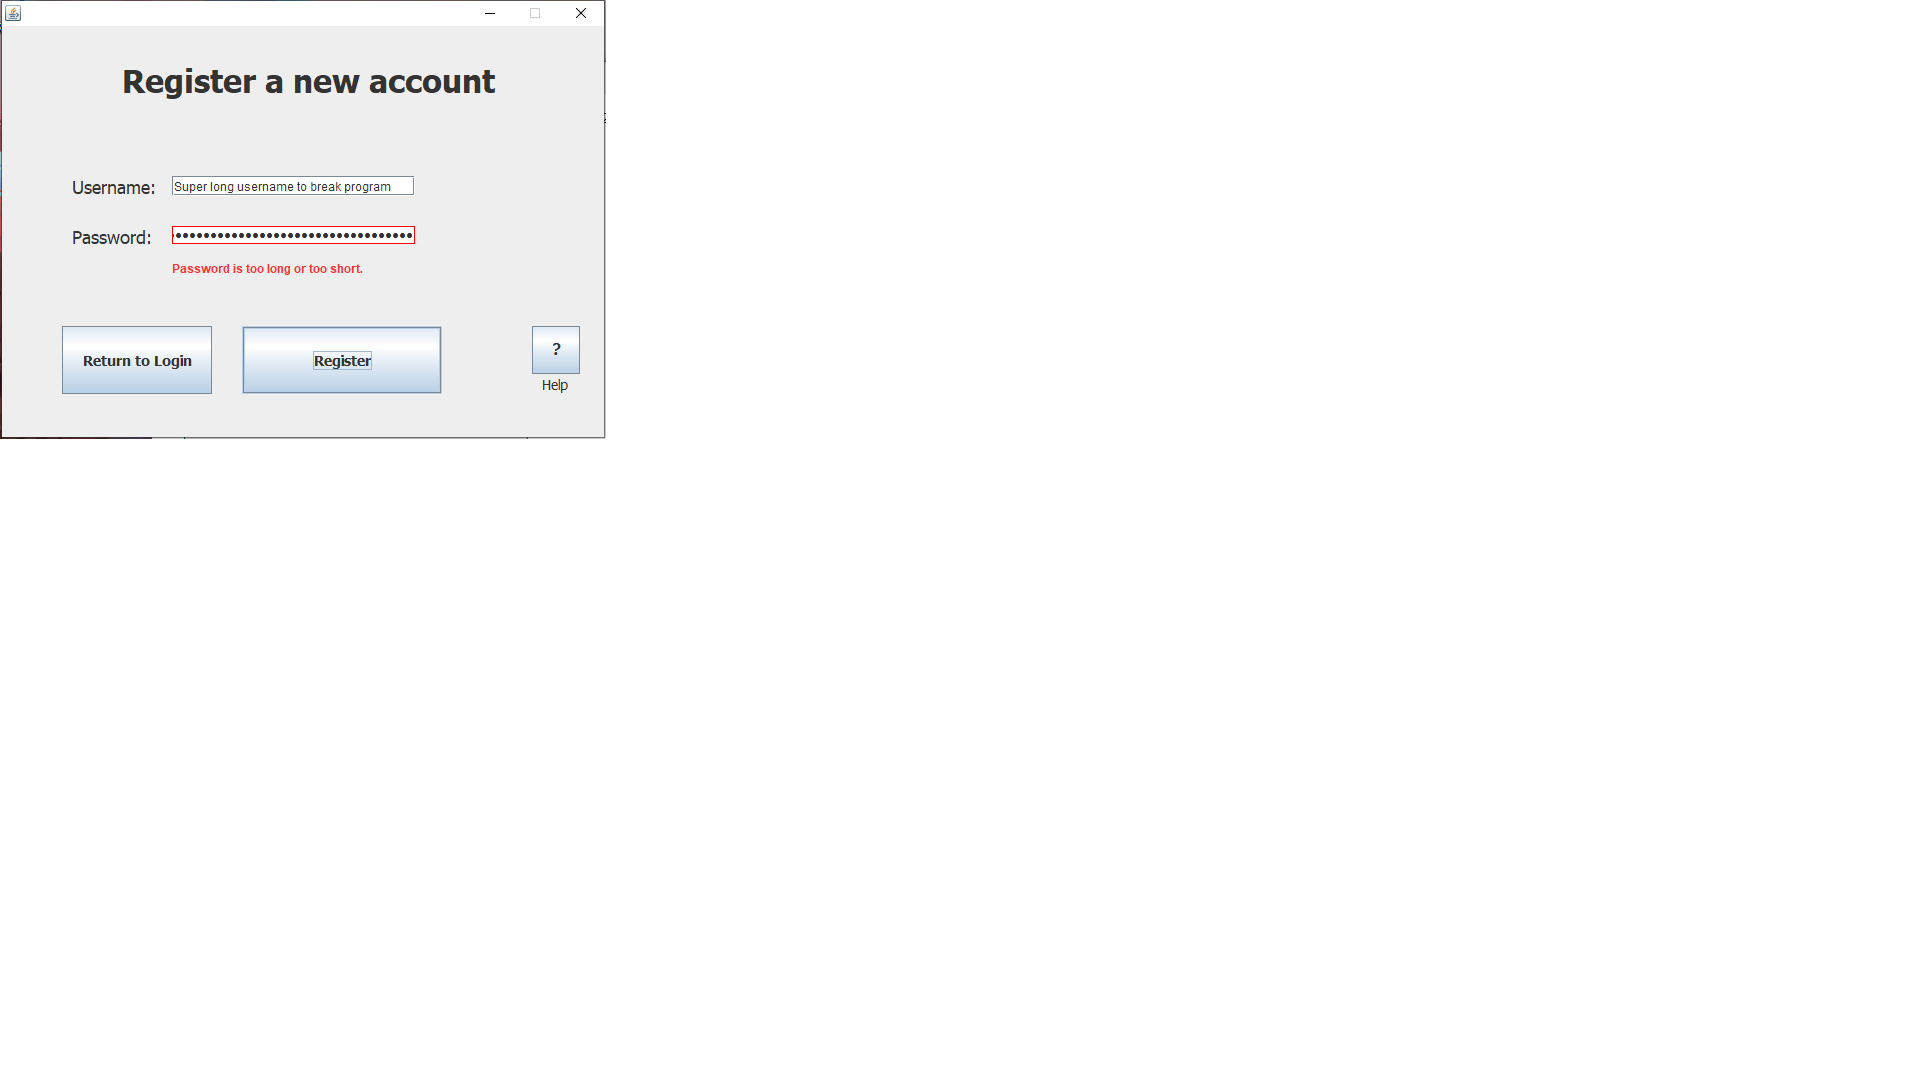 Register a new account
Username: Super long username to break program
Password: ••••••••••••••••••••••••••••••••••
Password is too long or too short.
Return to Login
Register
?
Help